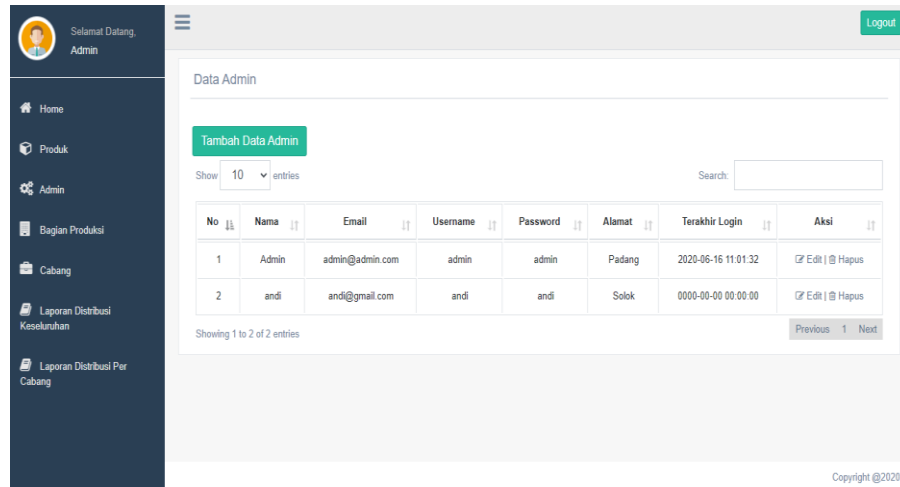 Selamat Datang,
Admin
Logout
Home
Produk
Admin
Bagian Produksi
Cabang
Laporan Distribusi
Keseluruhan
Laporan Distribusi Per
Cabang
Data Admin
Tambah Data Admin
Show 10 entries
Search:
No Nama Email Username Password Alamat Terakhir Login Aksi
1 Admin admin@admin.com admin admin Padang 2020-06-16 11:01:32 Edit | Hapus
2 andi andi@gmail.com andi andi Solok 0000-00-00 00:00:00 Edit | Hapus
Showing 1 to 2 of 2 entries
Previous 1 Next
Copyright @2020